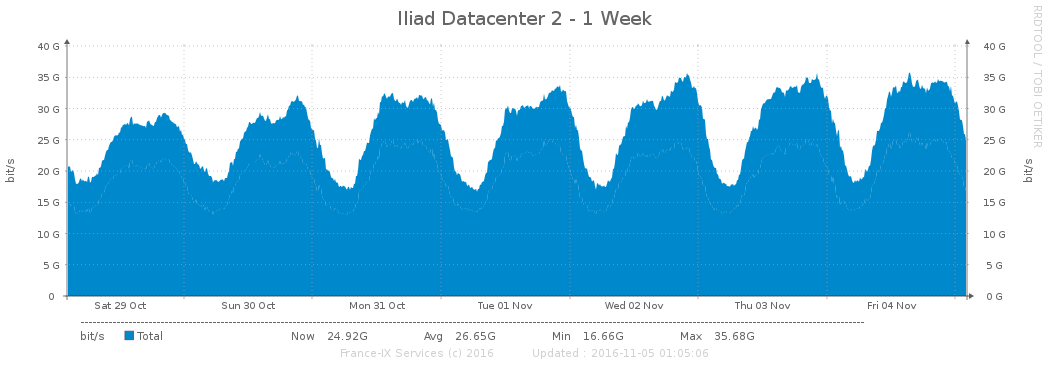 Iliad Datacenter 2 - 1 Week
RRDTOOL / TOBI OETIKER
40 G 40 G
35 G 35 G
30 G 30 G
25 G 25 G
20 G 20 G
15 G 15 G
10 G 10 G
5 G 5 G
0 0 G
bit/s bit/s
Sat 29 Oct Sun 30 Oct Mon 31 Oct Tue 01 Nov Wed 02 Nov Thu 03 Nov Fri 04 Nov
bit/s Total Now 24.92G Avg 26.65G Min 16.66G Max 35.68G
France-IX Services (c) 2016 Updated : 2016-11-05 01:05:06